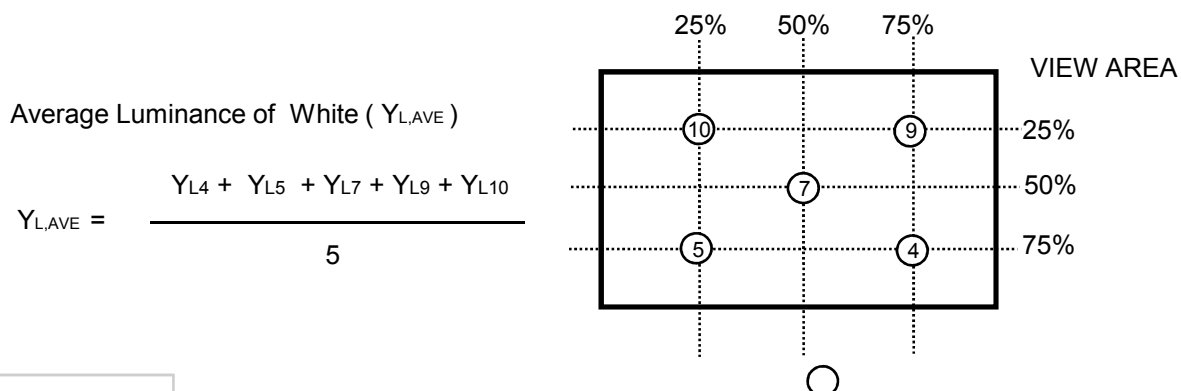 25% 50% 75%
VIEW AREA
Average Luminance of White ( YL,AVE )
10 9 25%
YL4 + YL5 + YL7 + YL9 + YL10
7 50%
YL,AVE =
5 4 75%
5